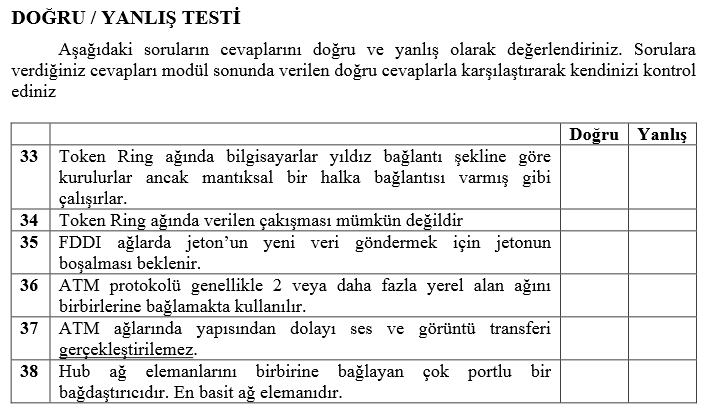 DOĞRU / YANLIŞ TESTİ
Aşağıdaki soruların cevaplarını doğru ve yanlış olarak değerlendiriniz. Sorulara
verdiğiniz cevapları modül sonunda verilen doğru cevaplarla karşılaştırarak kendinizi kontrol
ediniz
Doğru Yanlış
33 Token Ring ağında bilgisayarlar yıldız bağlantı şekline göre
kurulurlar ancak mantıksal bir halka bağlantısı varmış gibi
çalışırlar.
34 Token Ring ağında verilen çakışması mümkün değildir
35 FDDI ağlarda jeton’un yeni veri göndermek için jetonun
boşalması beklenir.
36 ATM protokolü genellikle 2 veya daha fazla yerel alan ağını
birbirlerine bağlamakta kullanılır.
37 ATM ağlarında yapısından dolayı ses ve görüntü transferi
gerçekleştirilemez.
38 Hub ağ elemanlarını birbirine bağlayan çok portlu bir
bağdaştırıcıdır. En basit ağ elemanıdır.